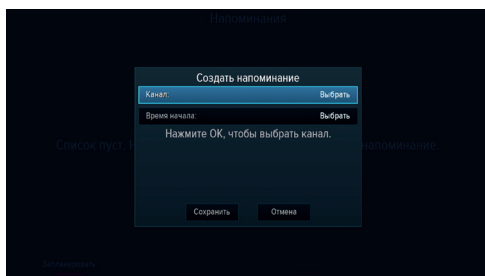 Напоминания
Создать напоминание
Канал: Выбрать
Время начала: Выбрать
Нажмите ОК, чтобы выбрать канал.
Список пуст. Н напоминание.
Сохранить Отмена